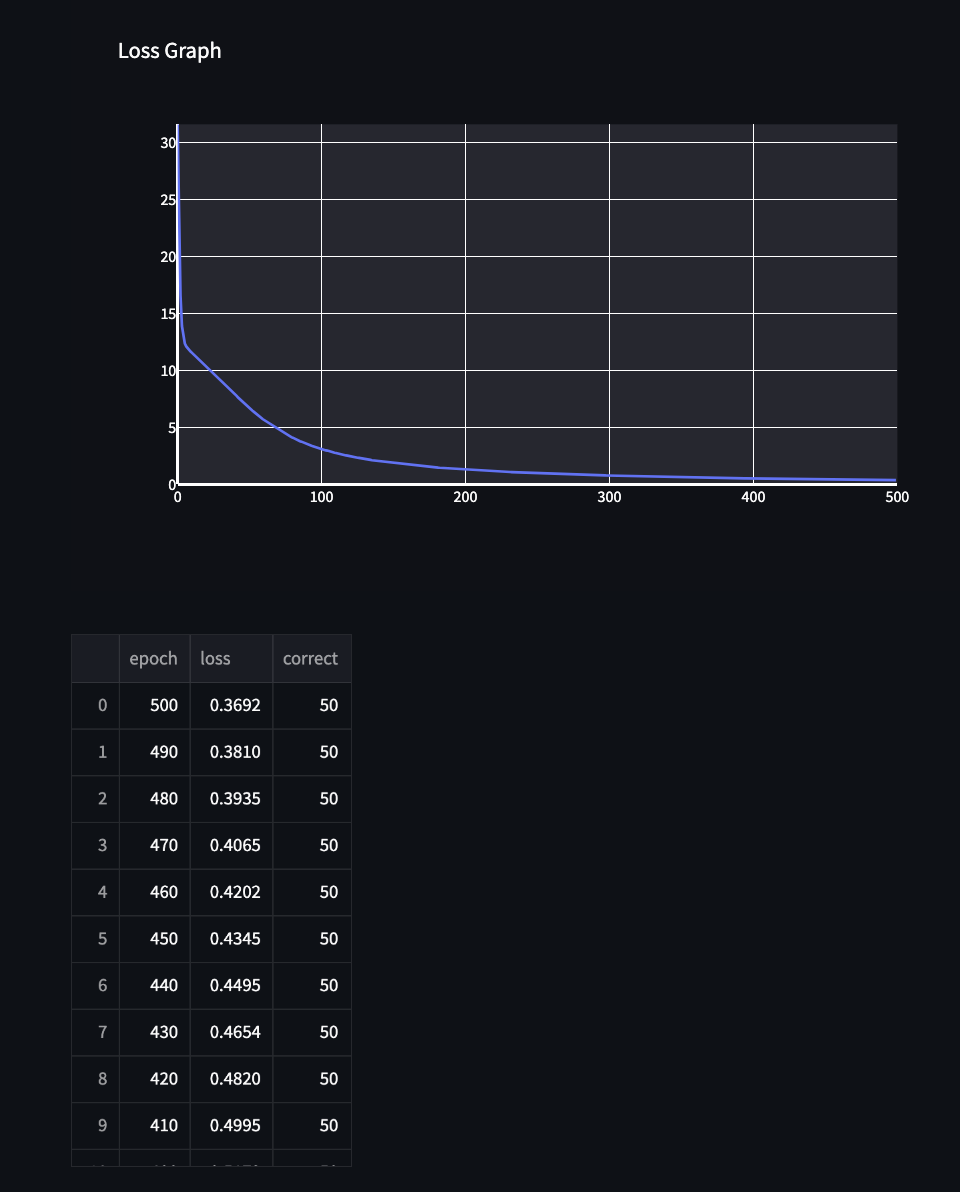 Loss Graph
30
25
20
15
10
5
0
0 100 200 300 400 500
epoch loss correct
0 500 0.3692 50
1 490 0.3810 50
2 480 0.3935 50
3 470 0.4065 50
4 460 0.4202 50
5 450 0.4345 50
6 440 0.4495 50
7 430 0.4654 50
8 420 0.4820 50
9 410 0.4995 50